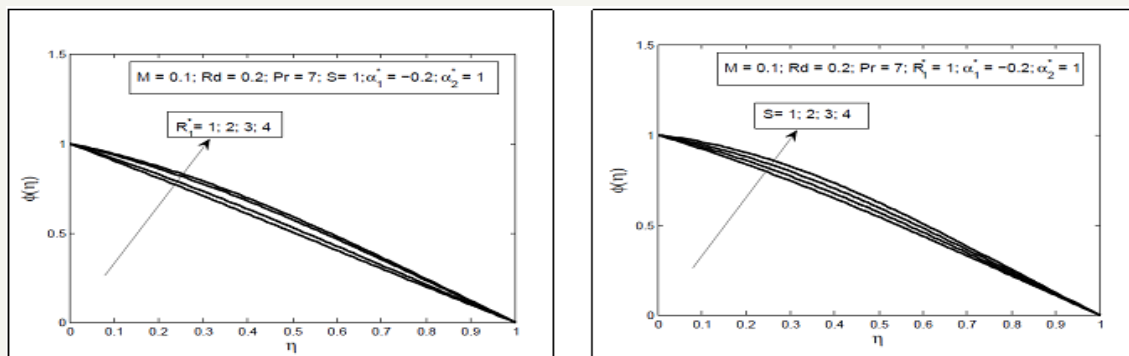 1.5
M = 0.1; Rd = 0.2; Pr = 7; S= 1; α₁* = −0.2; α₂* = 1
R₁* = 1; 2; 3; 4
1
ϕ(η)
0.5
0
0 0.1 0.2 0.3 0.4 0.5 0.6 0.7 0.8 0.9 1
η
1.5
M = 0.1; Rd = 0.2; Pr = 7; R₁* = 1; α₁* = −0.2; α₂* = 1
S= 1; 2; 3; 4
1
ϕ(η)
0.5
0
0 0.1 0.2 0.3 0.4 0.5 0.6 0.7 0.8 0.9 1
η